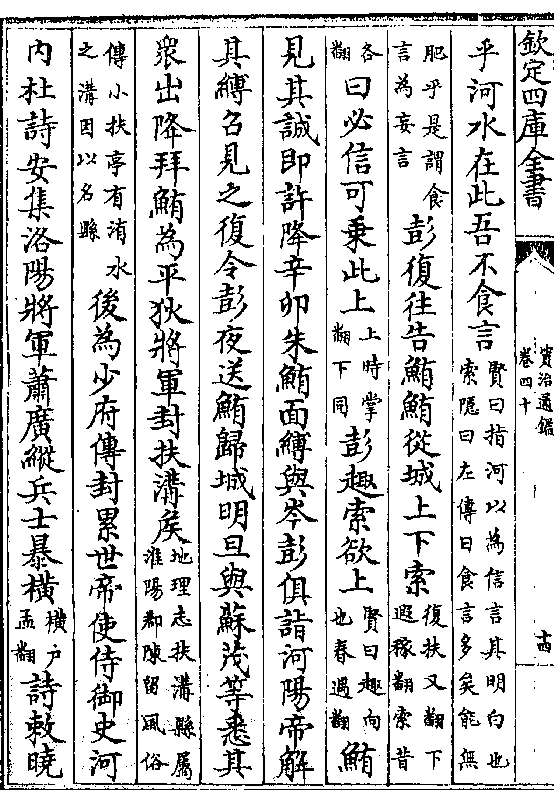 欽定四庫全書 資治通鑑 卷四十 十四
乎河水在此吾不食言賢曰指河以為信言其明白也索隱曰左傳曰食言多矣能無
肥乎是謂食言為妄言彭復往告鮪鮪從城上下索復扶又翻下遐稼翻索昔
各翻曰必信可乗此上上時掌翻下同彭趣索欲上賢曰趣向也春遇翻鮪
見其誠即許降辛卯朱鮪面縛與岑彭俱詣河陽帝解
其縛召見之復令彭夜送鮪歸城明旦與蘇茂等悉其
衆出降拜鮪為平狄將軍封扶溝矦地理志扶溝縣屬淮陽郡陳留風俗
傳小扶亭有洧水之溝因以名縣後為少府傳封累世帝使侍御史河
内杜詩安集洛陽將軍蕭廣縱兵士暴橫橫户孟翻詩敕曉